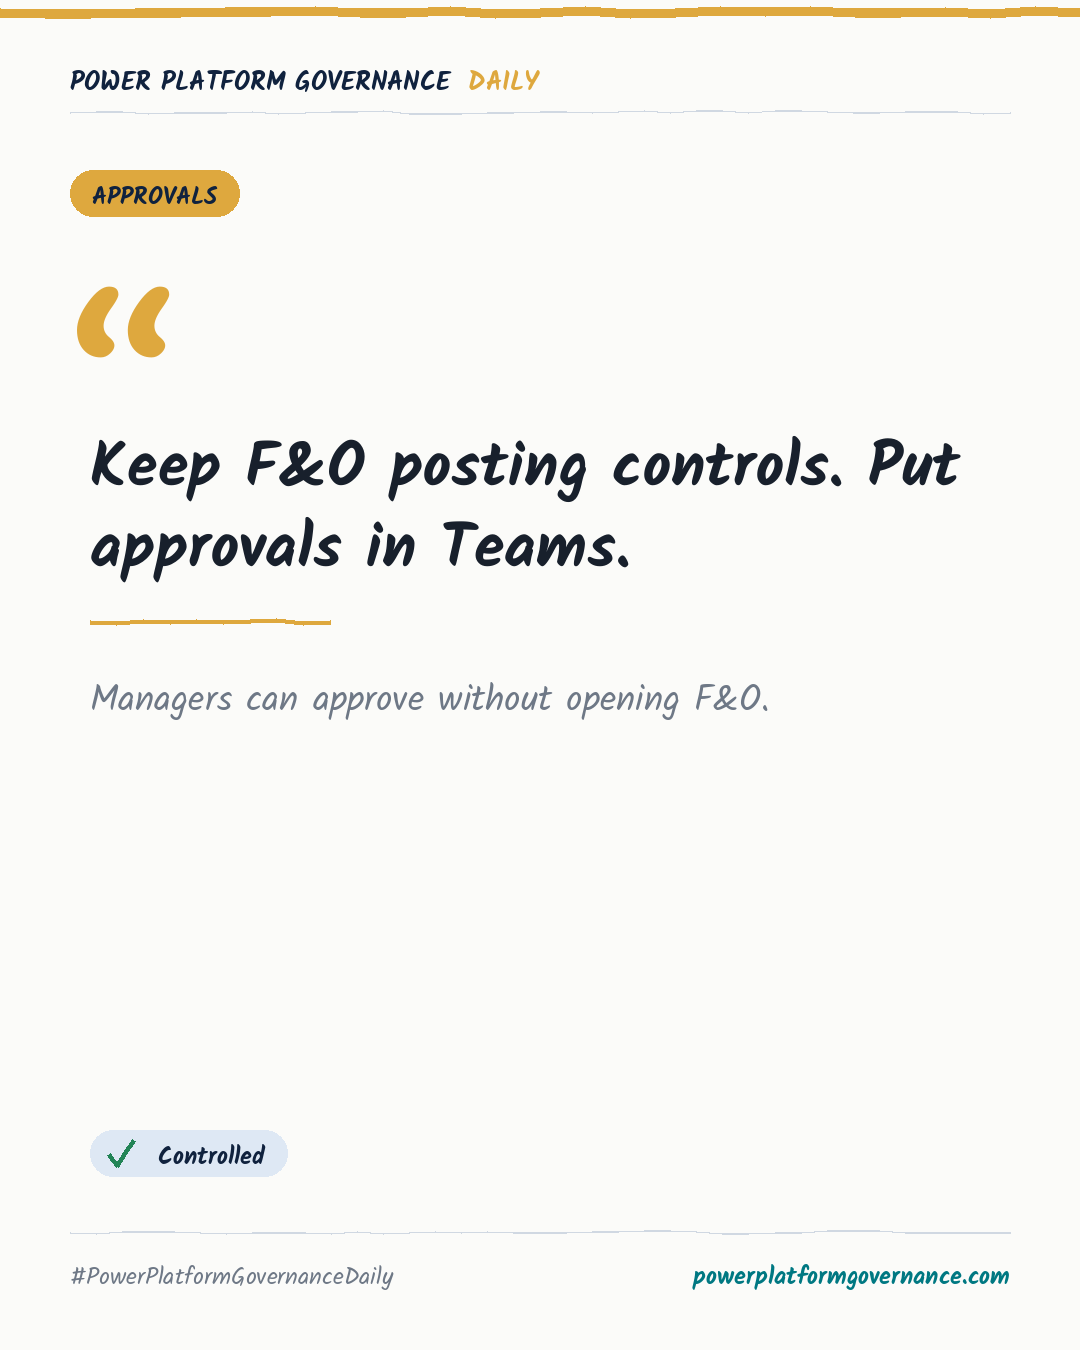 POWER PLATFORM GOVERNANCE DAILY
APPROVALS
“
Keep F&O posting controls. Put
approvals in Teams.
Managers can approve without opening F&O.
Controlled
#PowerPlatformGovernanceDaily
powerplatformgovernance.com